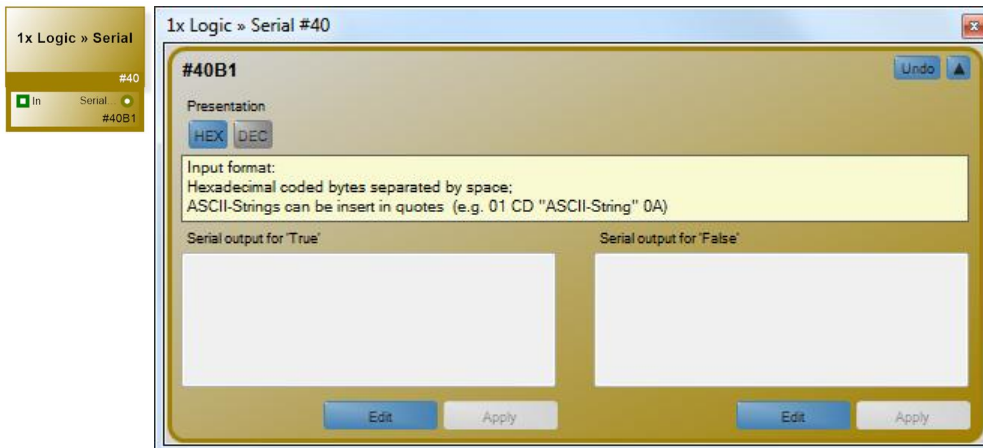 1x Logic » Serial
#40
In Serial...
#40B1
1x Logic » Serial #40
x
#40B1
Undo
Presentation
HEX DEC
Input format:
Hexadecimal coded bytes separated by space;
ASCII-Strings can be insert in quotes (e.g. 01 CD "ASCII-String" 0A)
Serial output for 'True'
Serial output for 'False'
Edit Apply
Edit Apply